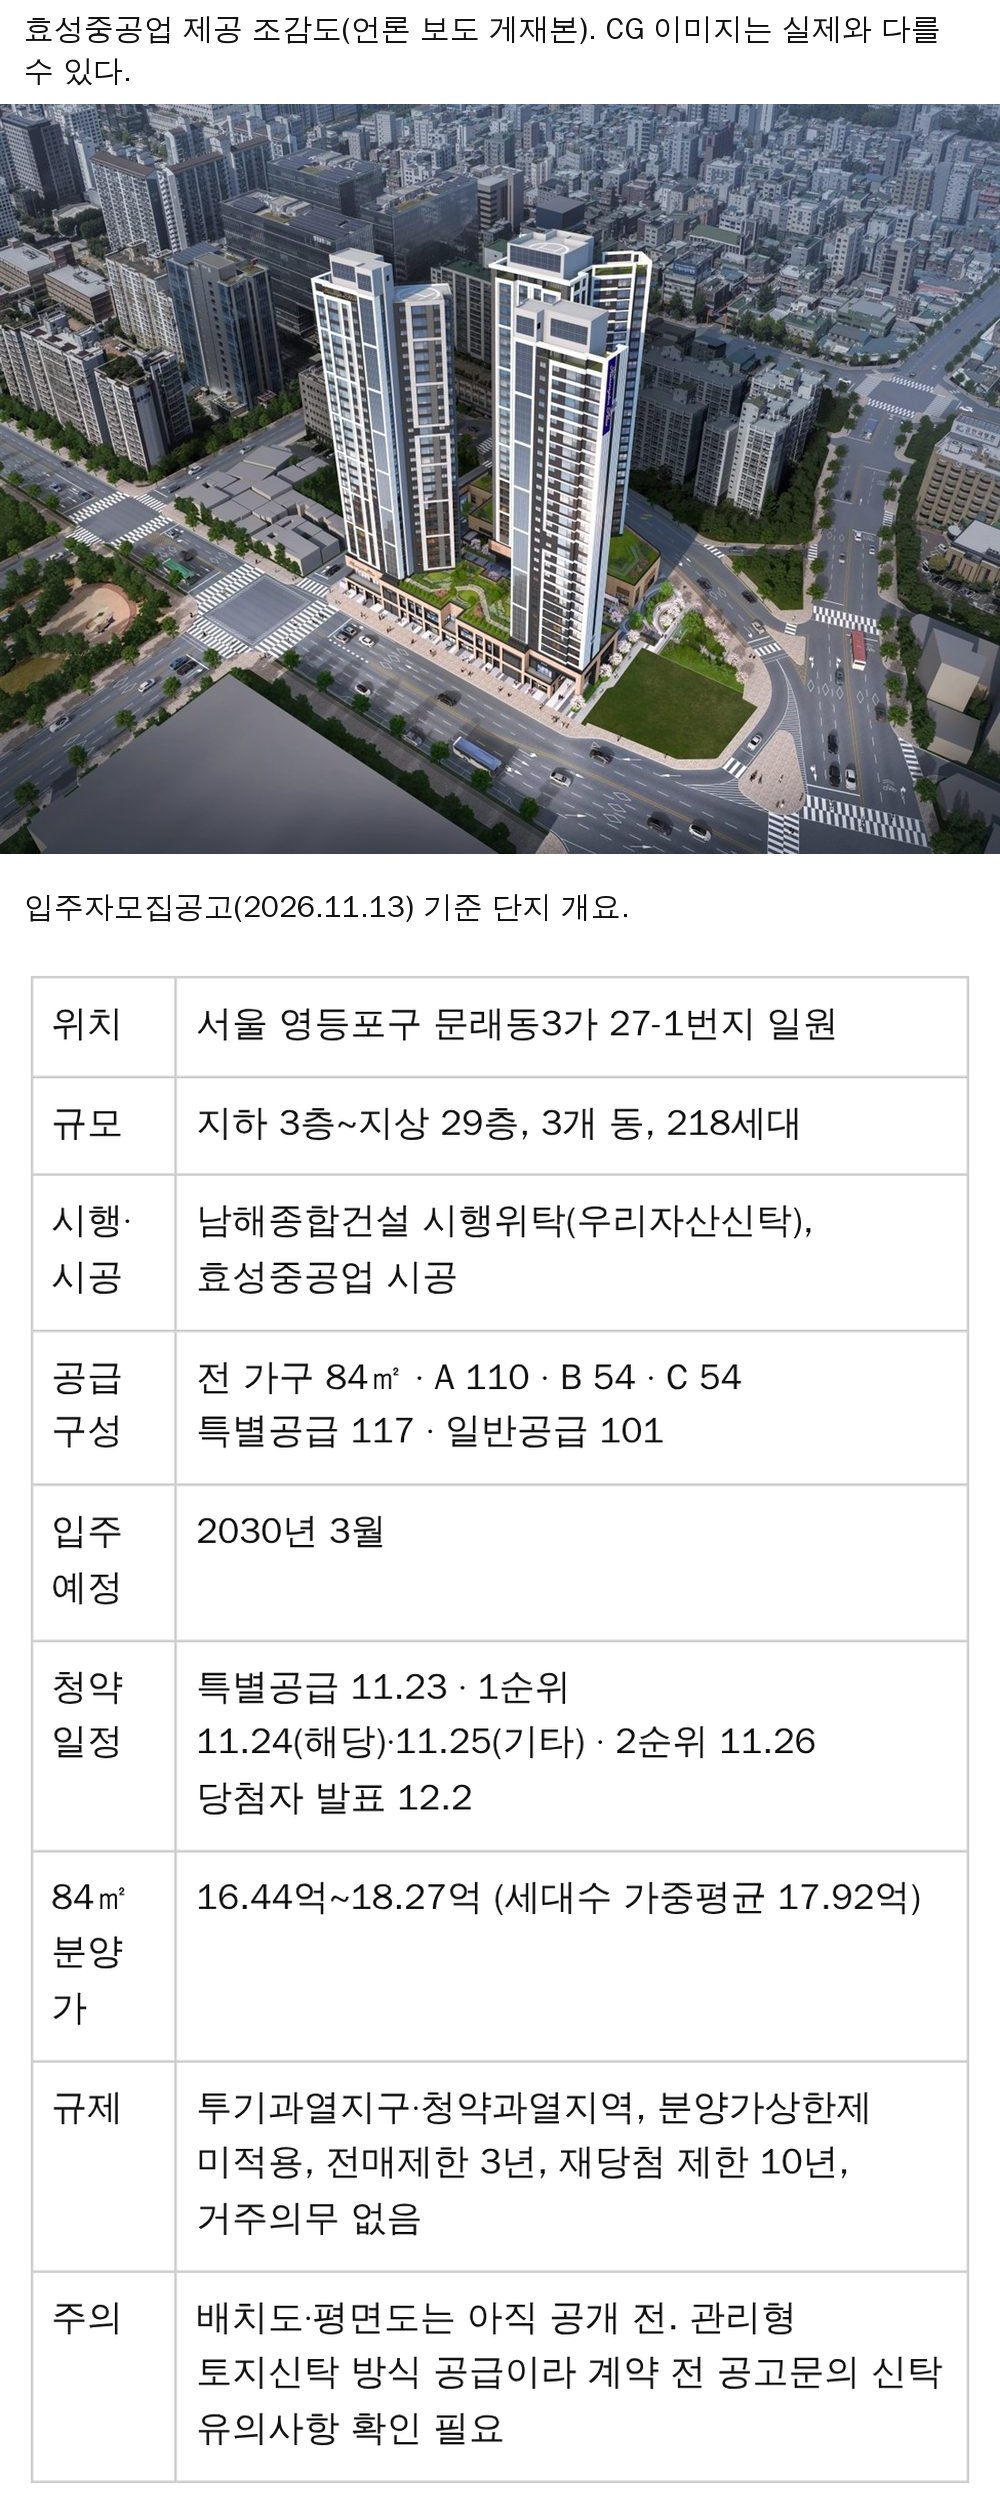 효성중공업 제공 조감도(언론 보도 게재본). CG 이미지는 실제와 다를
수 있다.
입주자모집공고(2026.11.13) 기준 단지 개요.
위치
서울 영등포구 문래동3가 27-1번지 일원
규모
지하 3층~지상 29층, 3개 동, 218세대
시행·
시공
남해종합건설 시행위탁(우리자산신탁),
효성중공업 시공
공급
구성
전 가구 84㎡ · A 110 · B 54 · C 54
특별공급 117 · 일반공급 101
입주
예정
2030년 3월
청약
일정
특별공급 11.23 · 1순위
11.24(해당)·11.25(기타) · 2순위 11.26
당첨자 발표 12.2
84㎡
분양
가
16.44억~18.27억 (세대수 가중평균 17.92억)
규제
투기과열지구·청약과열지역, 분양가상한제
미적용, 전매제한 3년, 재당첨 제한 10년,
거주의무 없음
주의
배치도·평면도는 아직 공개 전. 관리형
토지신탁 방식 공급이라 계약 전 공고문의 신탁
유의사항 확인 필요